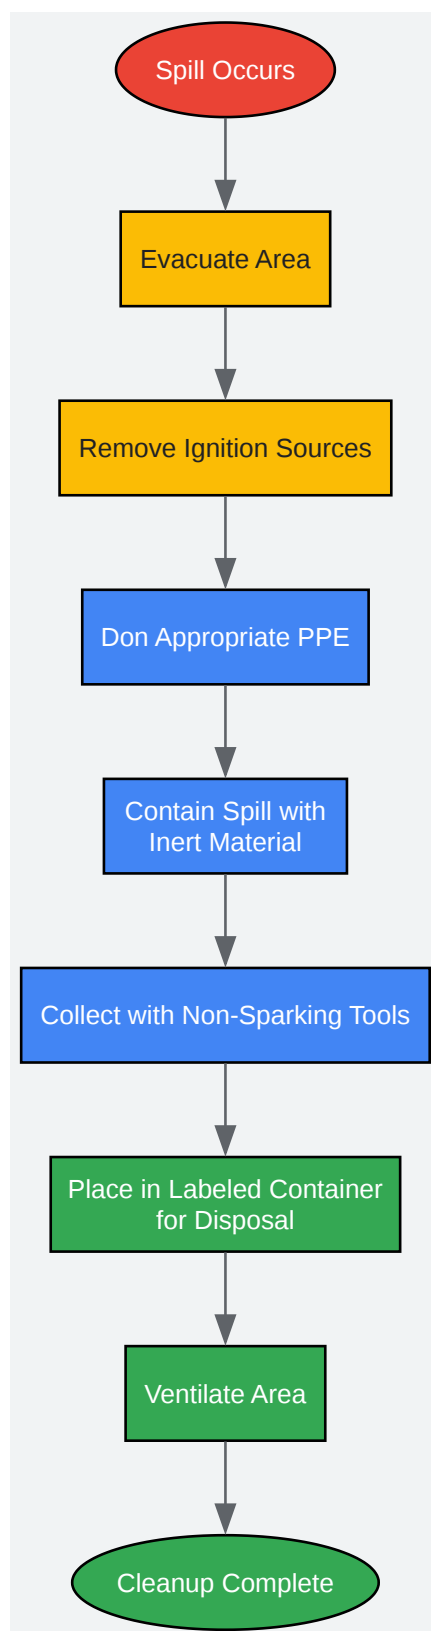 Spill Occurs
Evacuate Area
Remove Ignition Sources
Don Appropriate PPE
Contain Spill with
Inert Material
Collect with Non-Sparking Tools
Place in Labeled Container
for Disposal
Ventilate Area
Cleanup Complete